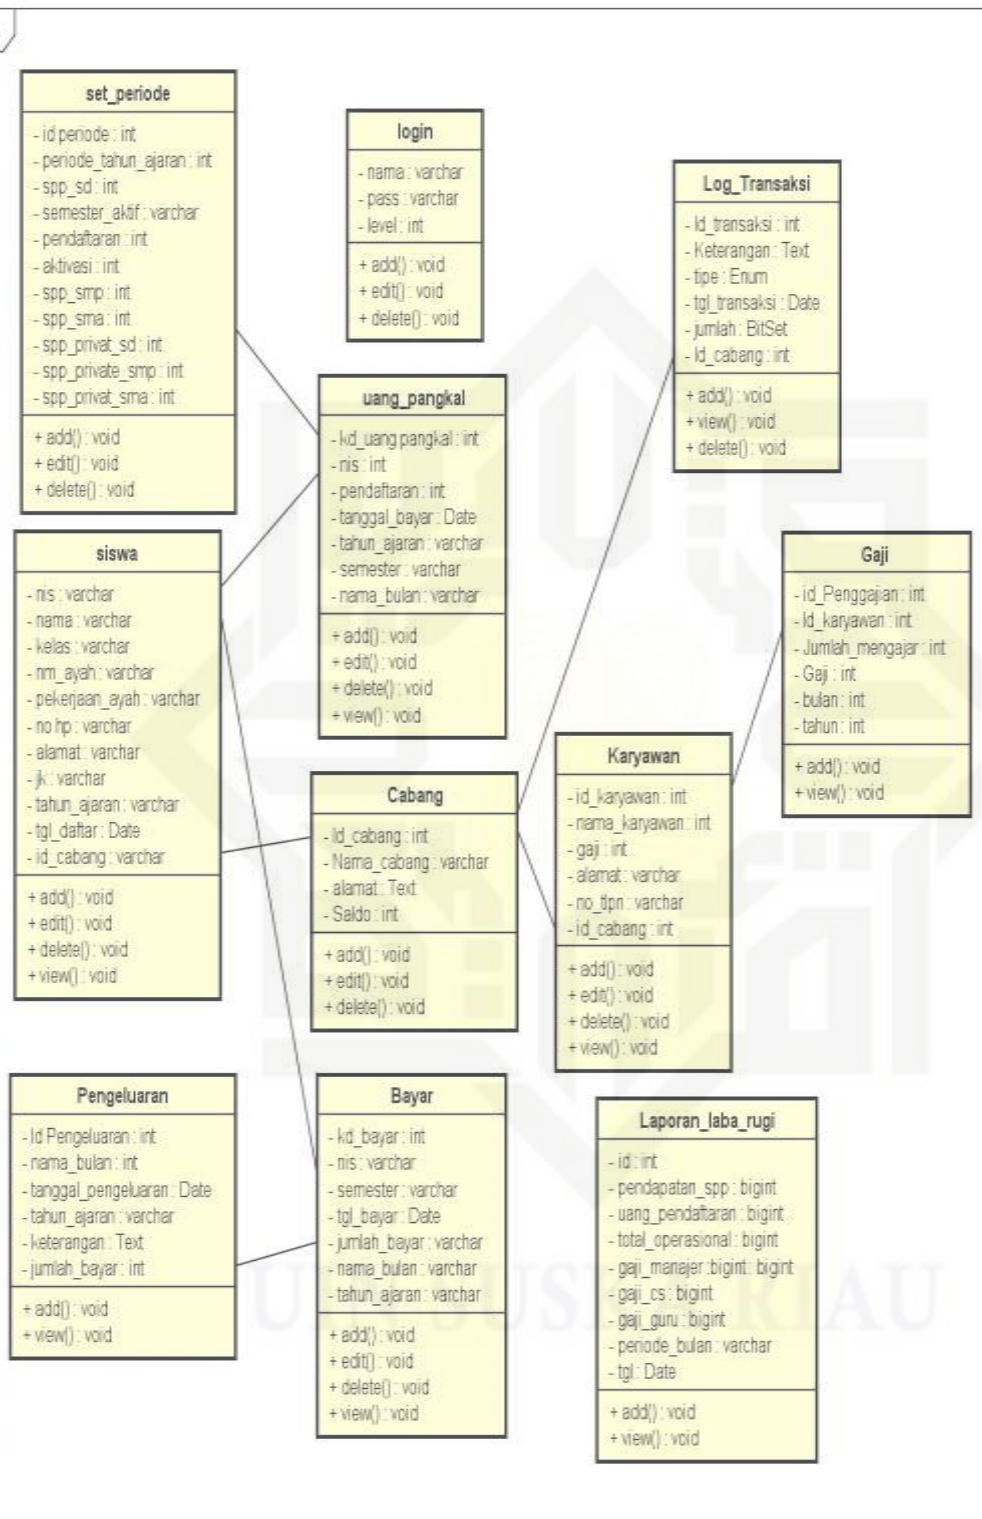 set_periode
- id periode : int
- periode_tahun_ajaran : int
- spp_sd : int
- semester_aktif : varchar
- pendaftaran : int
- aktivasi : int
- spp_smp : int
- spp_sma : int
- spp_privat_sd : int
- spp_private_smp : int
- spp_privat_sma : int
+ add() : void
+ edit() : void
+ delete() : void
login
- nama : varchar
- pass : varchar
- level : int
+ add() : void
+ edit() : void
+ delete() : void
Log_Transaksi
- Id_transaksi : int
- Keterangan : Text
- tipe : Enum
- tgl_transaksi : Date
- jumlah : BitSet
- Id_cabang : int
+ add() : void
+ view() : void
+ delete() : void
uang_pangkal
- kd_uang pangkal : int
- nis : int
- pendaftaran : int
- tanggal_bayar : Date
- tahun_ajaran : varchar
- semester : varchar
- nama_bulan : varchar
+ add() : void
+ edit() : void
+ delete() : void
+ view() : void
siswa
- nis : varchar
- nama : varchar
- kelas : varchar
- nm_ayah : varchar
- pekerjaan_ayah : varchar
- no hp : varchar
- alamat : varchar
- jk : varchar
- tahun_ajaran : varchar
- tgl_daftar : Date
- id_cabang : varchar
+ add() : void
+ edit() : void
+ delete() : void
+ view() : void
Gaji
- id_Penggajian : int
- Id_karyawan : int
- Jumlah_mengajar : int
- Gaji : int
- bulan : int
- tahun : int
+ add() : void
+ view() : void
Cabang
- Id_cabang : int
- Nama_cabang : varchar
- alamat : Text
- Saldo : int
+ add() : void
+ edit() : void
+ delete() : void
Karyawan
- id_karyawan : int
- nama_karyawan : int
- gaji : int
- alamat : varchar
- no_tlpn : varchar
- id_cabang : int
+ add() : void
+ edit() : void
+ delete() : void
+ view() : void
Pengeluaran
- Id Pengeluaran : int
- nama_bulan : int
- tanggal_pengeluaran : Date
- tahun_ajaran : varchar
- keterangan : Text
- jumlah_bayar : int
+ add() : void
+ view() : void
Bayar
- kd_bayar : int
- nis : varchar
- semester : varchar
- tgl_bayar : Date
- jumlah_bayar : varchar
- nama_bulan : varchar
- tahun_ajaran : varchar
+ add() : void
+ edit() : void
+ delete() : void
+ view() : void
Laporan_laba_rugi
- id : int
- pendapatan_spp : bigint
- uang_pendaftaran : bigint
- total_operasional : bigint
- gaji_manajer :bigint : bigint
- gaji_cs : bigint
- gaji_guru : bigint
- periode_bulan : varchar
- tgl : Date
+ add() : void
+ view() : void
UIN SUSKA RIAU